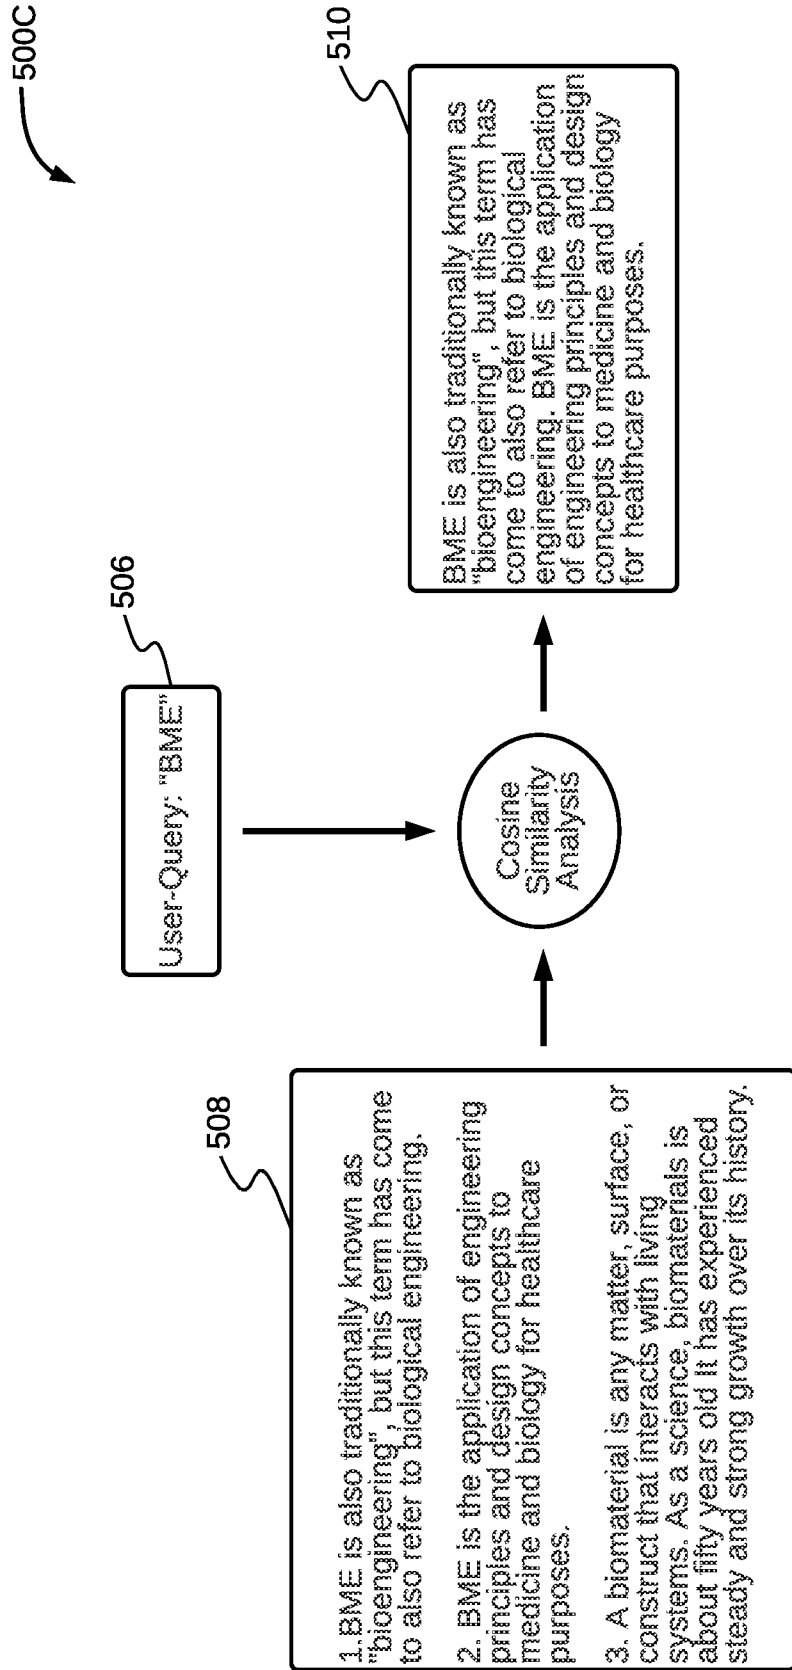 500C
506
User-Query: "BME"
508
1.BME is also traditionally known as
"bioengineering", but this term has come
to also refer to biological engineering.
2. BME is the application of engineering
principles and design concepts to
medicine and biology for healthcare
purposes.
3. A biomaterial is any matter, surface, or
construct that interacts with living
systems. As a science, biomaterials is
about fifty years old It has experienced
steady and strong growth over its history.
Cosine
Similarity
Analysis
510
BME is also traditionally known as
"bioengineering", but this term has
come to also refer to biological
engineering. BME is the application
of engineering principles and design
concepts to medicine and biology
for healthcare purposes.